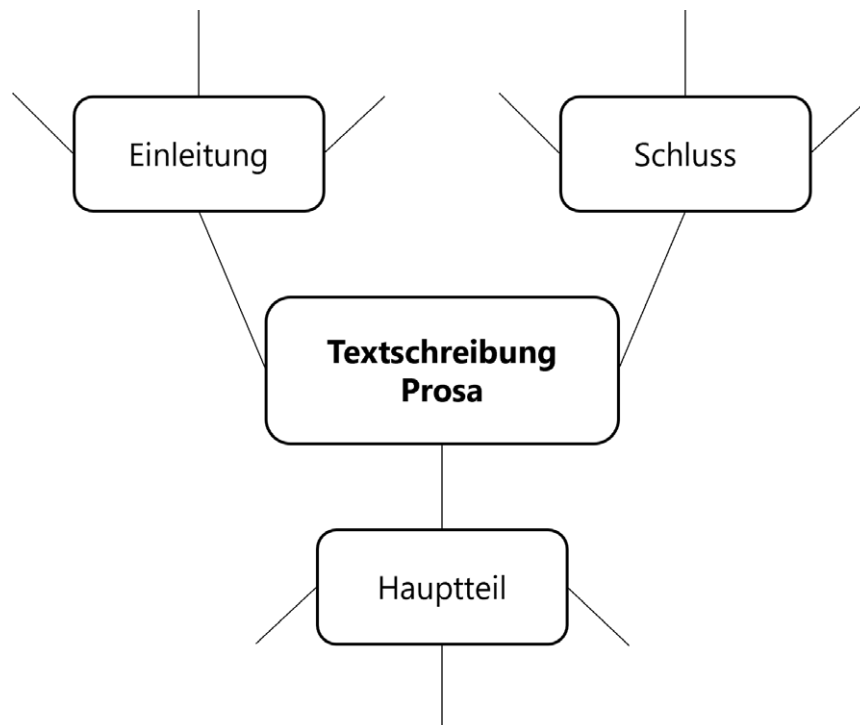 Einleitung
Schluss
Textschreibung
Prosa
Hauptteil